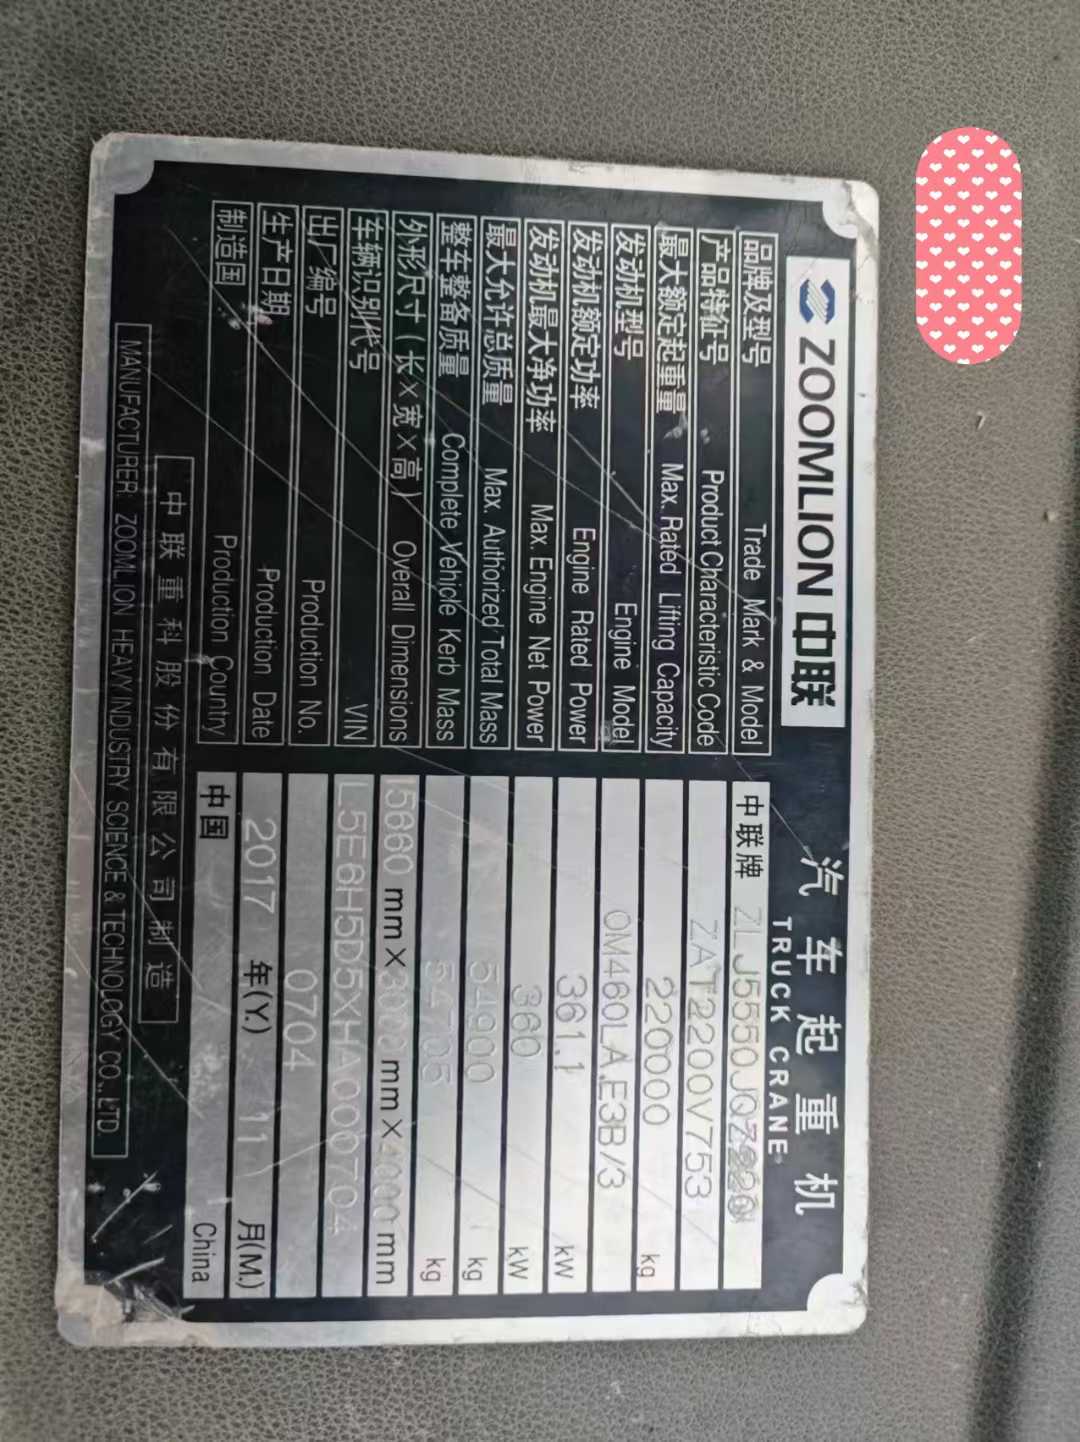 ZOOMLION 中联
汽车起重机
TRUCK CRANE
品牌及型号 Trade Mark & Model 中联牌 ZLJ5550JQZ220V
产品特征号 Product Characteristic Code ZAT2200V753
最大额定起重量 Max. Rated Lifting Capacity 220000 kg
发动机型号 Engine Model OM460LA.E3B/3
发动机额定功率 Engine Rated Power 361.1 kW
发动机最大净功率 Max. Engine Net Power 360 kW
最大允许总质量 Max. Authorized Total Mass 54900 kg
整车整备质量 Complete Vehicle Kerb Mass 54705 kg
外形尺寸(长×宽×高) Overall Dimensions 15660 mm×3002 mm×4000 mm
车辆识别代号 VIN L5E6H5D5XHA000704
出厂编号 Production No. 0704
生产日期 Production Date 2017 年(Y.) 11 月(M.)
制造国 Production Country 中国 China
中联重科股份有限公司制造
MANUFACTURER: ZOOMLION HEAVY INDUSTRY SCIENCE & TECHNOLOGY CO., LTD.